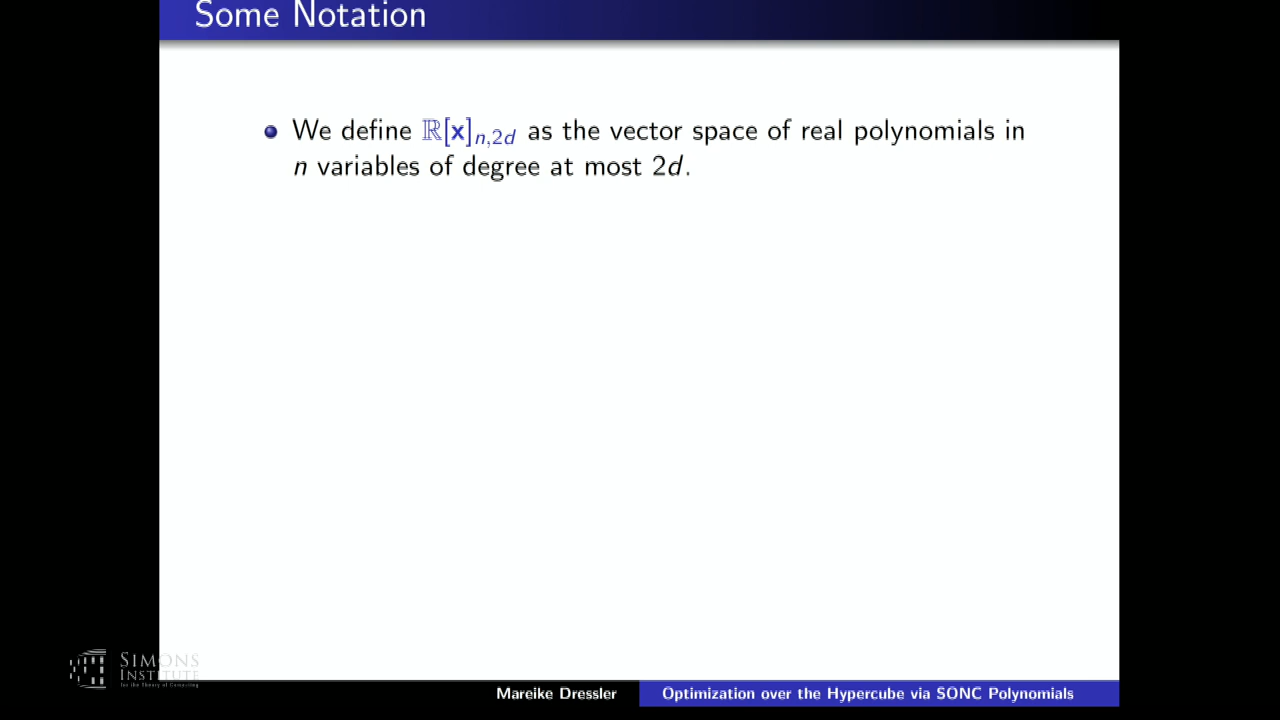 Some Notation
We define ℝ[x]_{n,2d} as the vector space of real polynomials in
n variables of degree at most 2d.
SIMONS
INSTITUTE
for the Theory of Computing
Mareike Dressler
Optimization over the Hypercube via SONC Polynomials